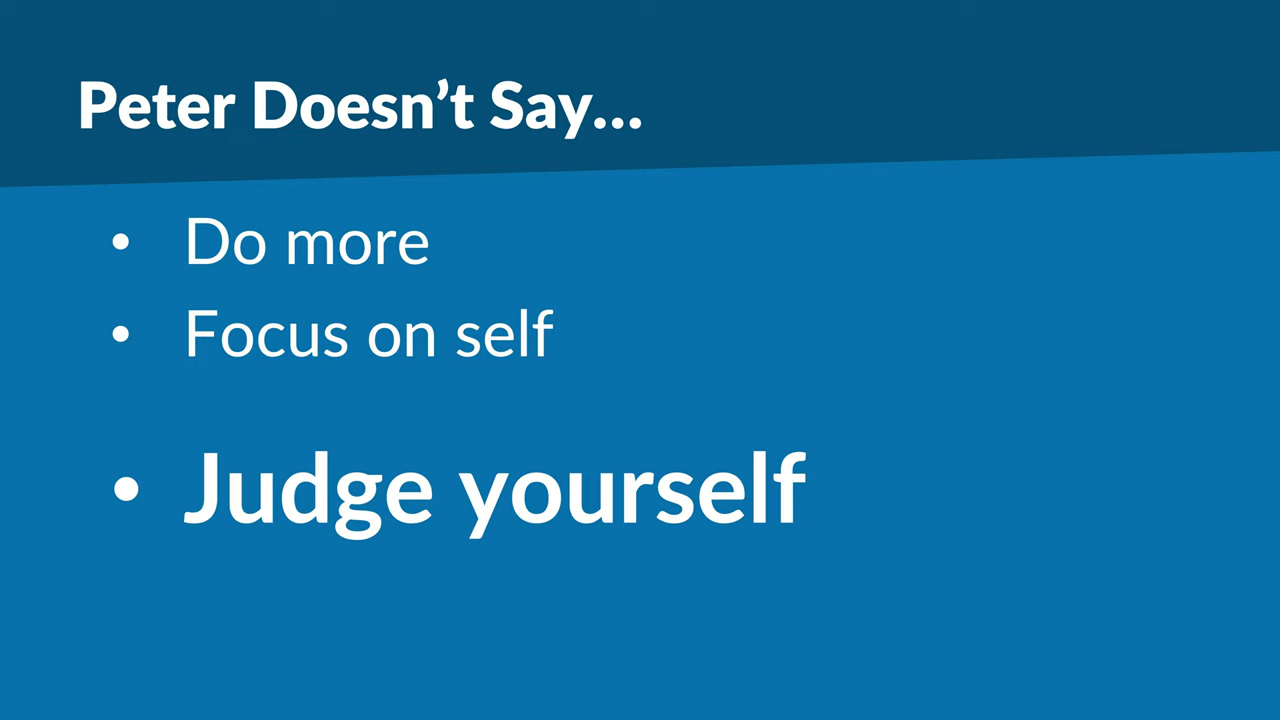 Peter Doesn’t Say...
• Do more
• Focus on self
• Judge yourself